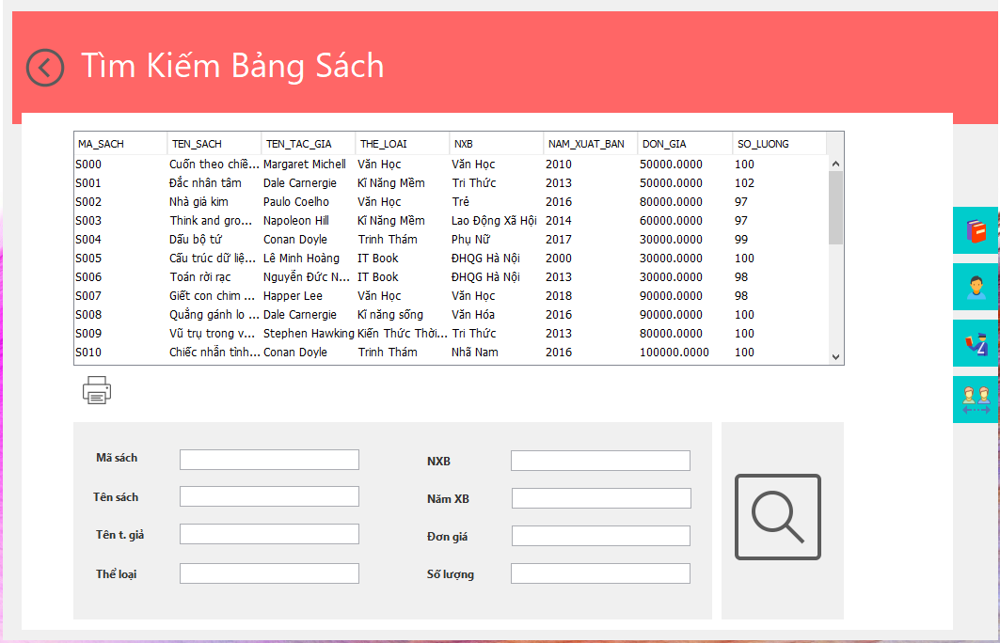 Tìm Kiếm Bảng Sách
MA_SACH TEN_SACH TEN_TAC_GIA THE_LOAI NXB NAM_XUAT_BAN DON_GIA SO_LUONG
S000 Cuốn theo chiề... Margaret Michell Văn Học Văn Học 2010 50000.0000 100
S001 Đắc nhân tâm Dale Carnergie Kĩ Năng Mềm Tri Thức 2013 50000.0000 102
S002 Nhà giả kim Paulo Coelho Văn Học Trẻ 2016 80000.0000 97
S003 Think and gro... Napoleon Hill Kĩ Năng Mềm Lao Động Xã Hội 2014 60000.0000 97
S004 Dấu bộ tứ Conan Doyle Trinh Thám Phụ Nữ 2017 30000.0000 99
S005 Cấu trúc dữ liệ... Lê Minh Hoàng IT Book ĐHQG Hà Nội 2000 30000.0000 100
S006 Toán rời rạc Nguyễn Đức N... IT Book ĐHQG Hà Nội 2013 30000.0000 98
S007 Giết con chim ... Happer Lee Văn Học Văn Học 2018 90000.0000 98
S008 Quẳng gánh lo ... Dale Carnergie Kĩ năng sống Văn Hóa 2016 90000.0000 100
S009 Vũ trụ trong v... Stephen Hawking Kiến Thức Thời... Tri Thức 2013 80000.0000 100
S010 Chiếc nhẫn tình... Conan Doyle Trinh Thám Nhã Nam 2016 100000.0000 100
Mã sách NXB
Tên sách Năm XB
Tên t. giả Đơn giá
Thể loại Số lượng